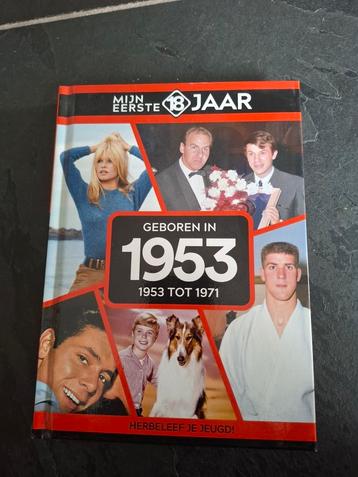 MIJN EERSTE 18 JAAR
GEBOREN IN
1953
1953 TOT 1971
HERBELEEF JE JEUGD!